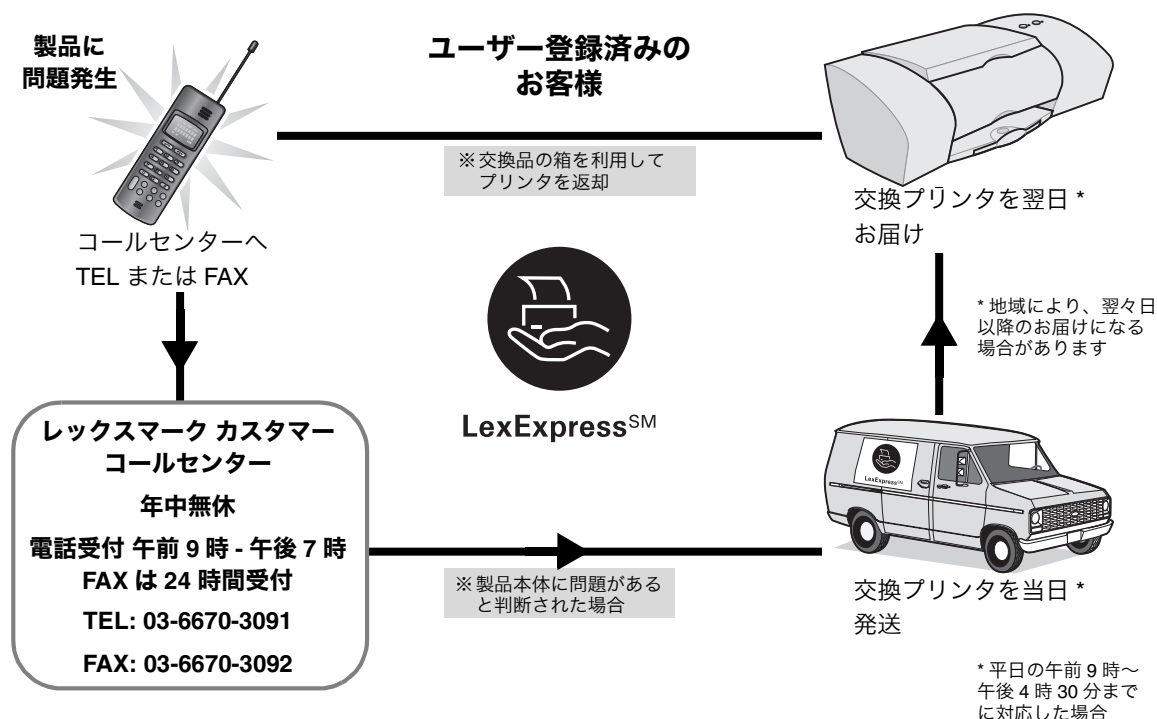 製品に
問題発生
ユーザー登録済みの
お客様
※交換品の箱を利用して
プリンタを返却
コールセンターへ
TEL または FAX
交換プリンタを翌日 *
お届け
* 地域により、翌々日
以降のお届けになる
場合があります
LexExpress℠
レックスマーク カスタマー
コールセンター
年中無休
電話受付 午前 9 時 - 午後 7 時
FAX は 24 時間受付
TEL: 03-6670-3091
FAX: 03-6670-3092
※製品本体に問題がある
と判断された場合
LexExpress℠
交換プリンタを当日 *
発送
* 平日の午前 9 時～
午後 4 時 30 分まで
に対応した場合